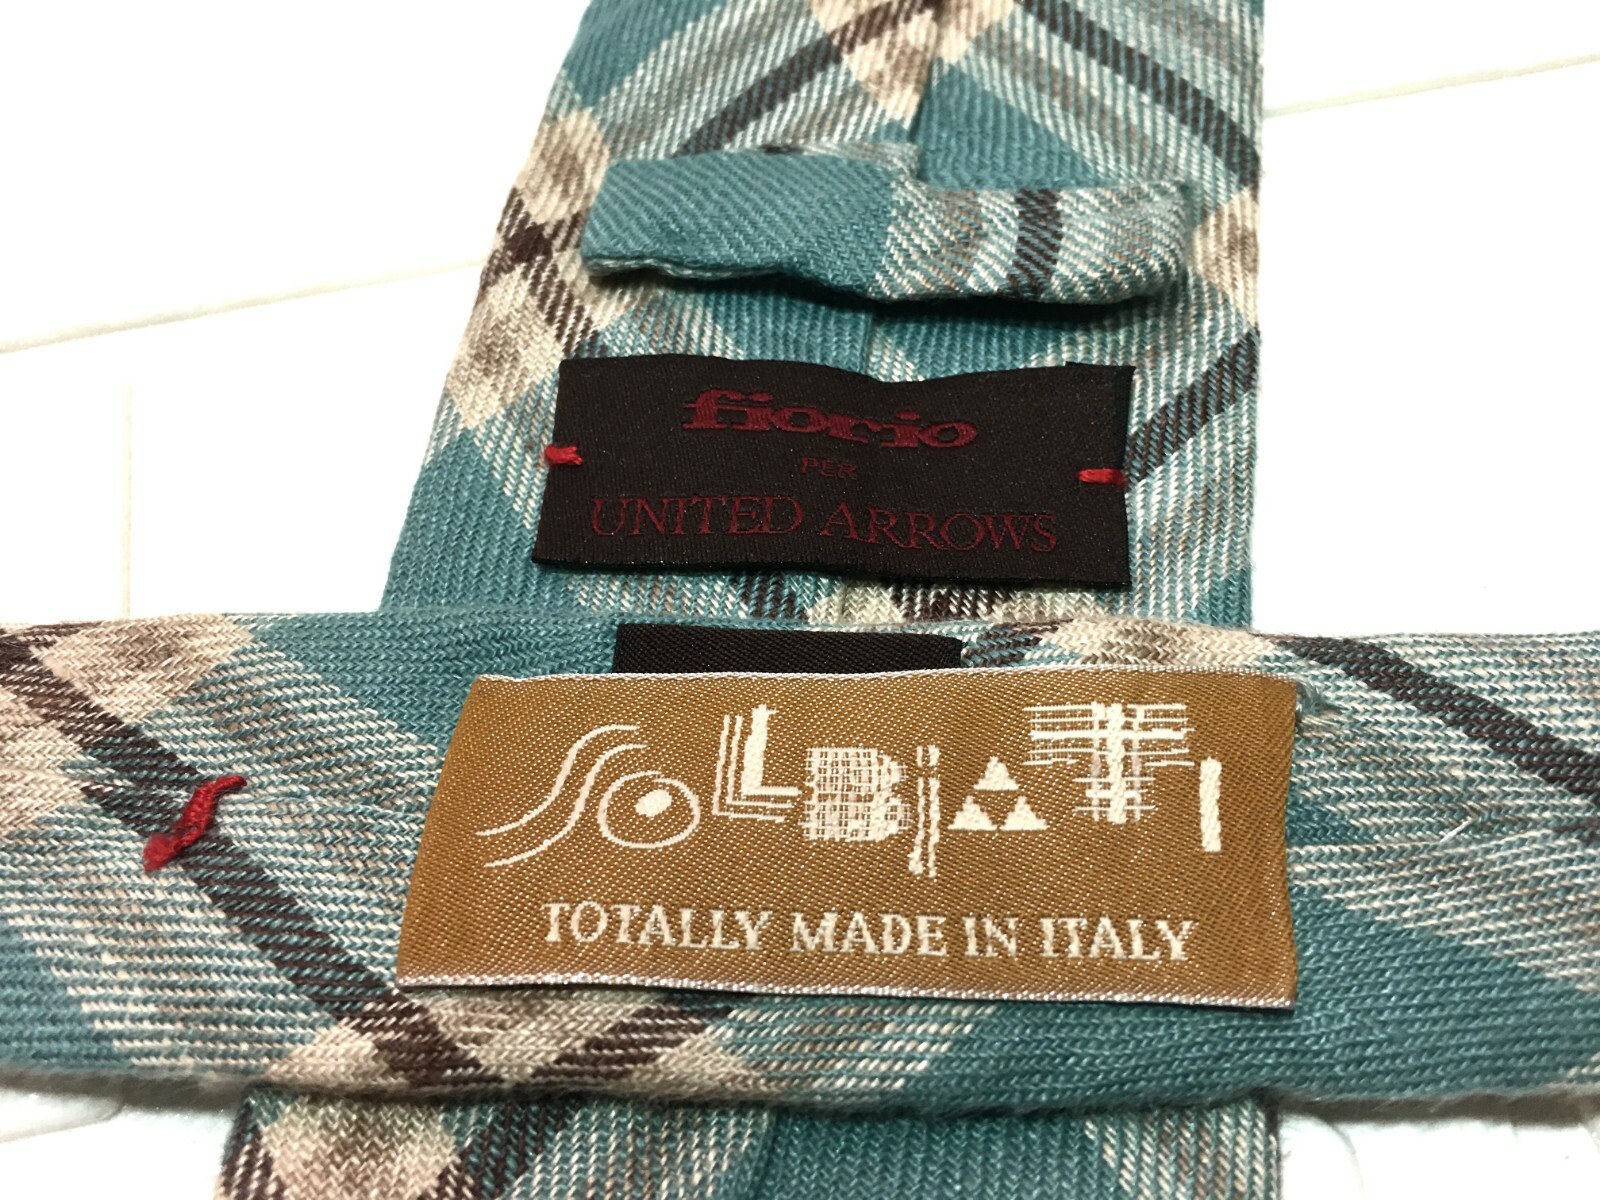 fiorio
PER
UNITED ARROWS
SOLBIATI
TOTALLY MADE IN ITALY